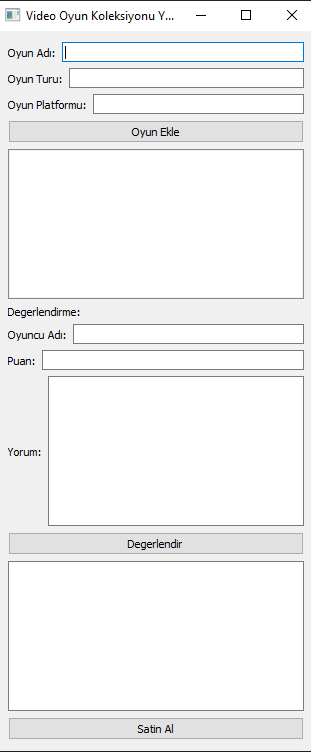 Video Oyun Koleksiyonu Y...
Oyun Adı:
Oyun Turu:
Oyun Platformu:
Oyun Ekle
Degerlendirme:
Oyuncu Adı:
Puan:
Yorum:
Degerlendir
Satin Al